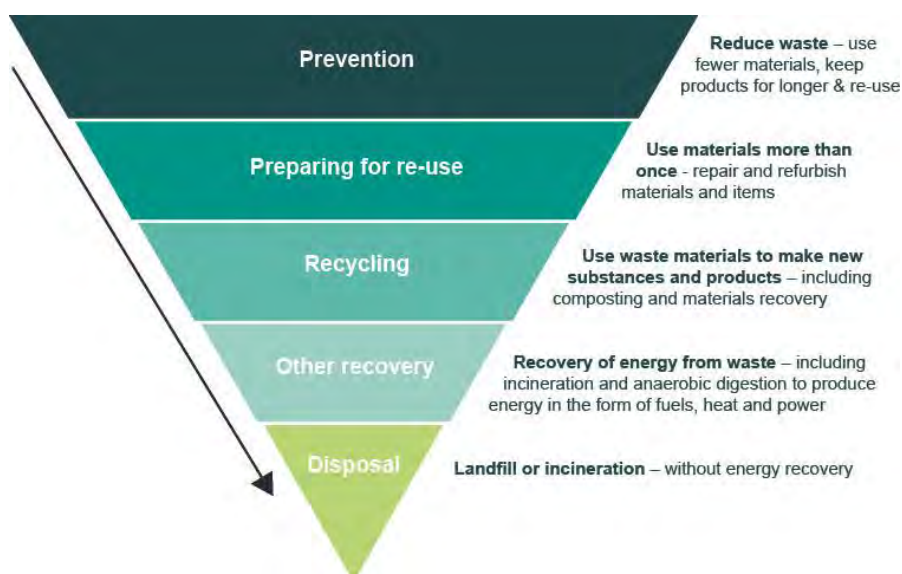 Prevention
Reduce waste – use
fewer materials, keep
products for longer & re-use
Preparing for re-use
Use materials more than
once - repair and refurbish
materials and items
Recycling
Use waste materials to make new
substances and products – including
composting and materials recovery
Other recovery
Recovery of energy from waste – including
incineration and anaerobic digestion to produce
energy in the form of fuels, heat and power
Disposal
Landfill or incineration – without energy recovery